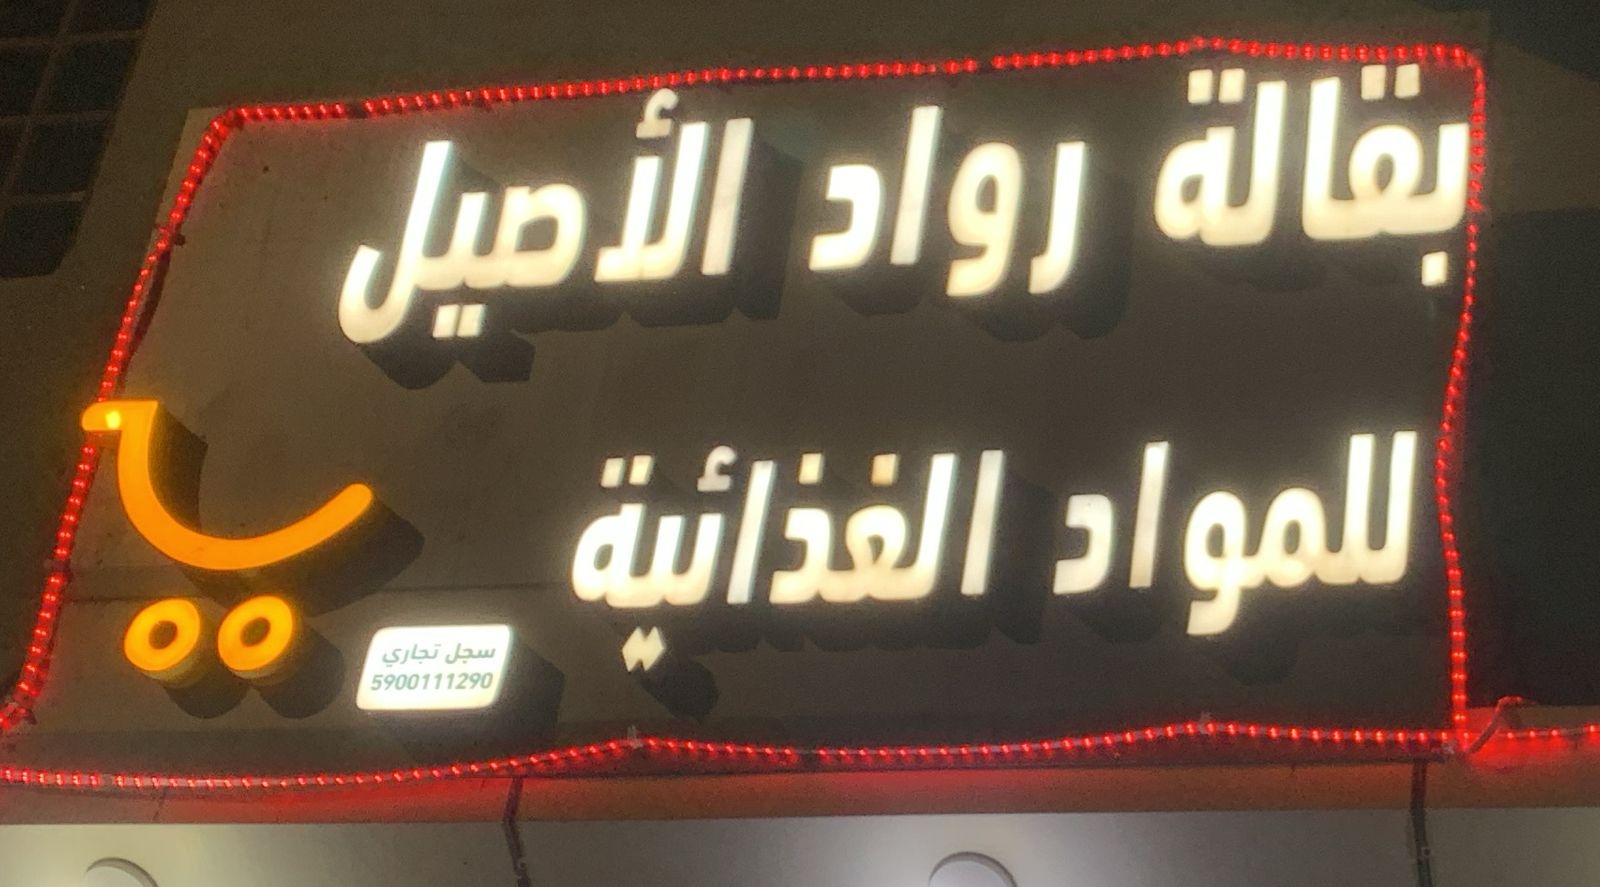 بقالة رواد الأصيل
للمواد الغذائية
سجل تجاري
5900111290